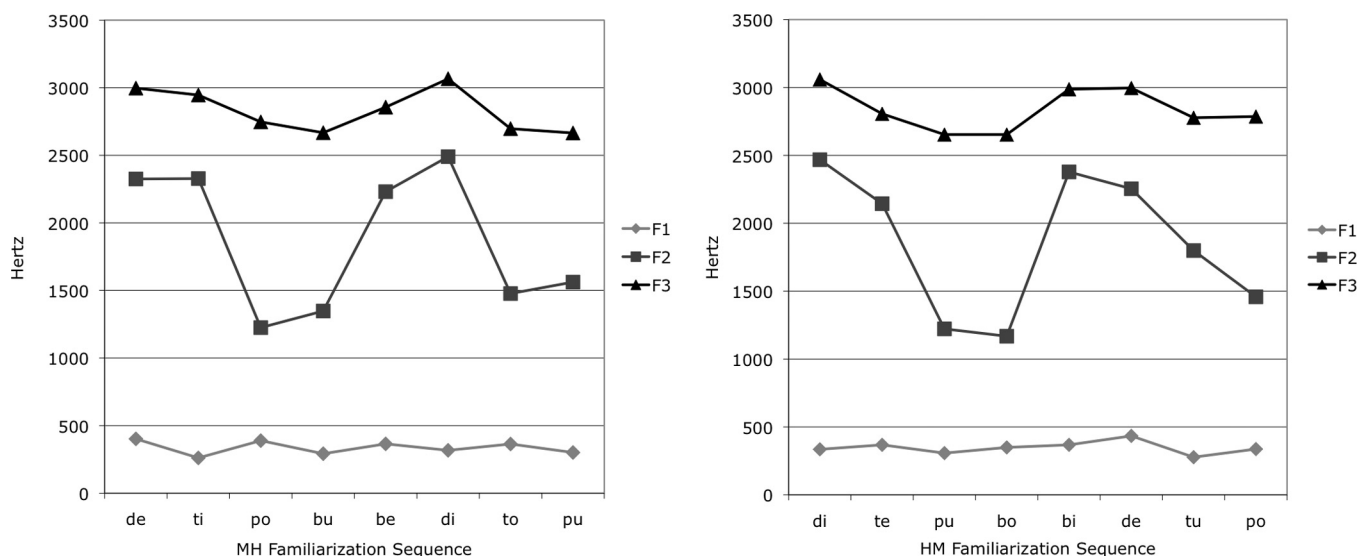 3500
3000
2500
2000
1500
1000
500
0
Hertz
de ti po bu be di to pu
MH Familiarization Sequence
F1
F2
F3
3500
3000
2500
2000
1500
1000
500
0
Hertz
di te pu bo bi de tu po
HM Familiarization Sequence
F1
F2
F3